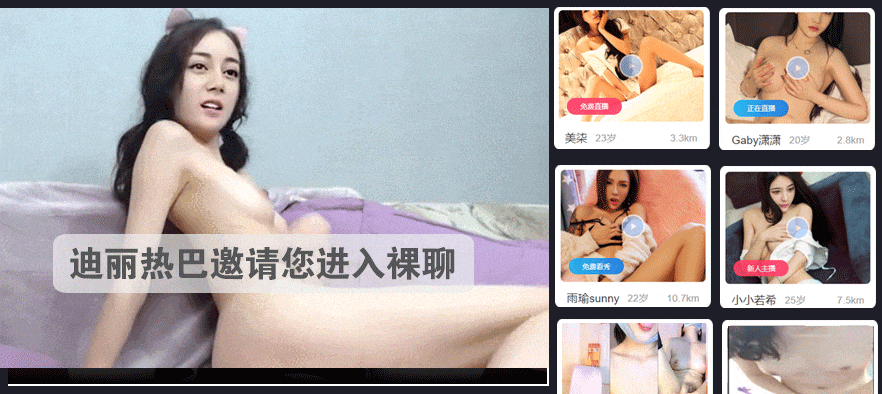 迪丽热巴邀请您进入裸聊
免费直播
美柒 23岁 3.3km
正在直播
Gaby潇潇 20岁 2.8km
免费看秀
雨瑜sunny 22岁 10.7km
新人主播
小小若希 25岁 7.5km